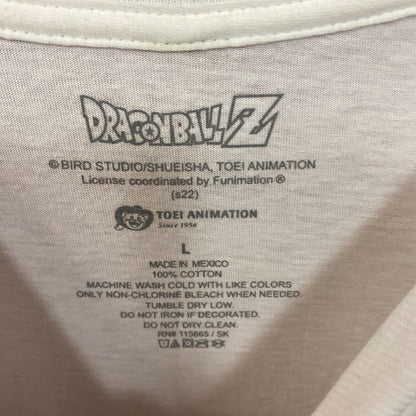 DRAGONBALL Z
©BIRD STUDIO/SHUEISHA, TOEI ANIMATION
License coordinated by Funimation®
(s22)
TOEI ANIMATION
Since 1956
L
MADE IN MEXICO
100% COTTON
MACHINE WASH COLD WITH LIKE COLORS
ONLY NON-CHLORINE BLEACH WHEN NEEDED.
TUMBLE DRY LOW.
DO NOT IRON IF DECORATED.
DO NOT DRY CLEAN.
RN# 115665 / SK